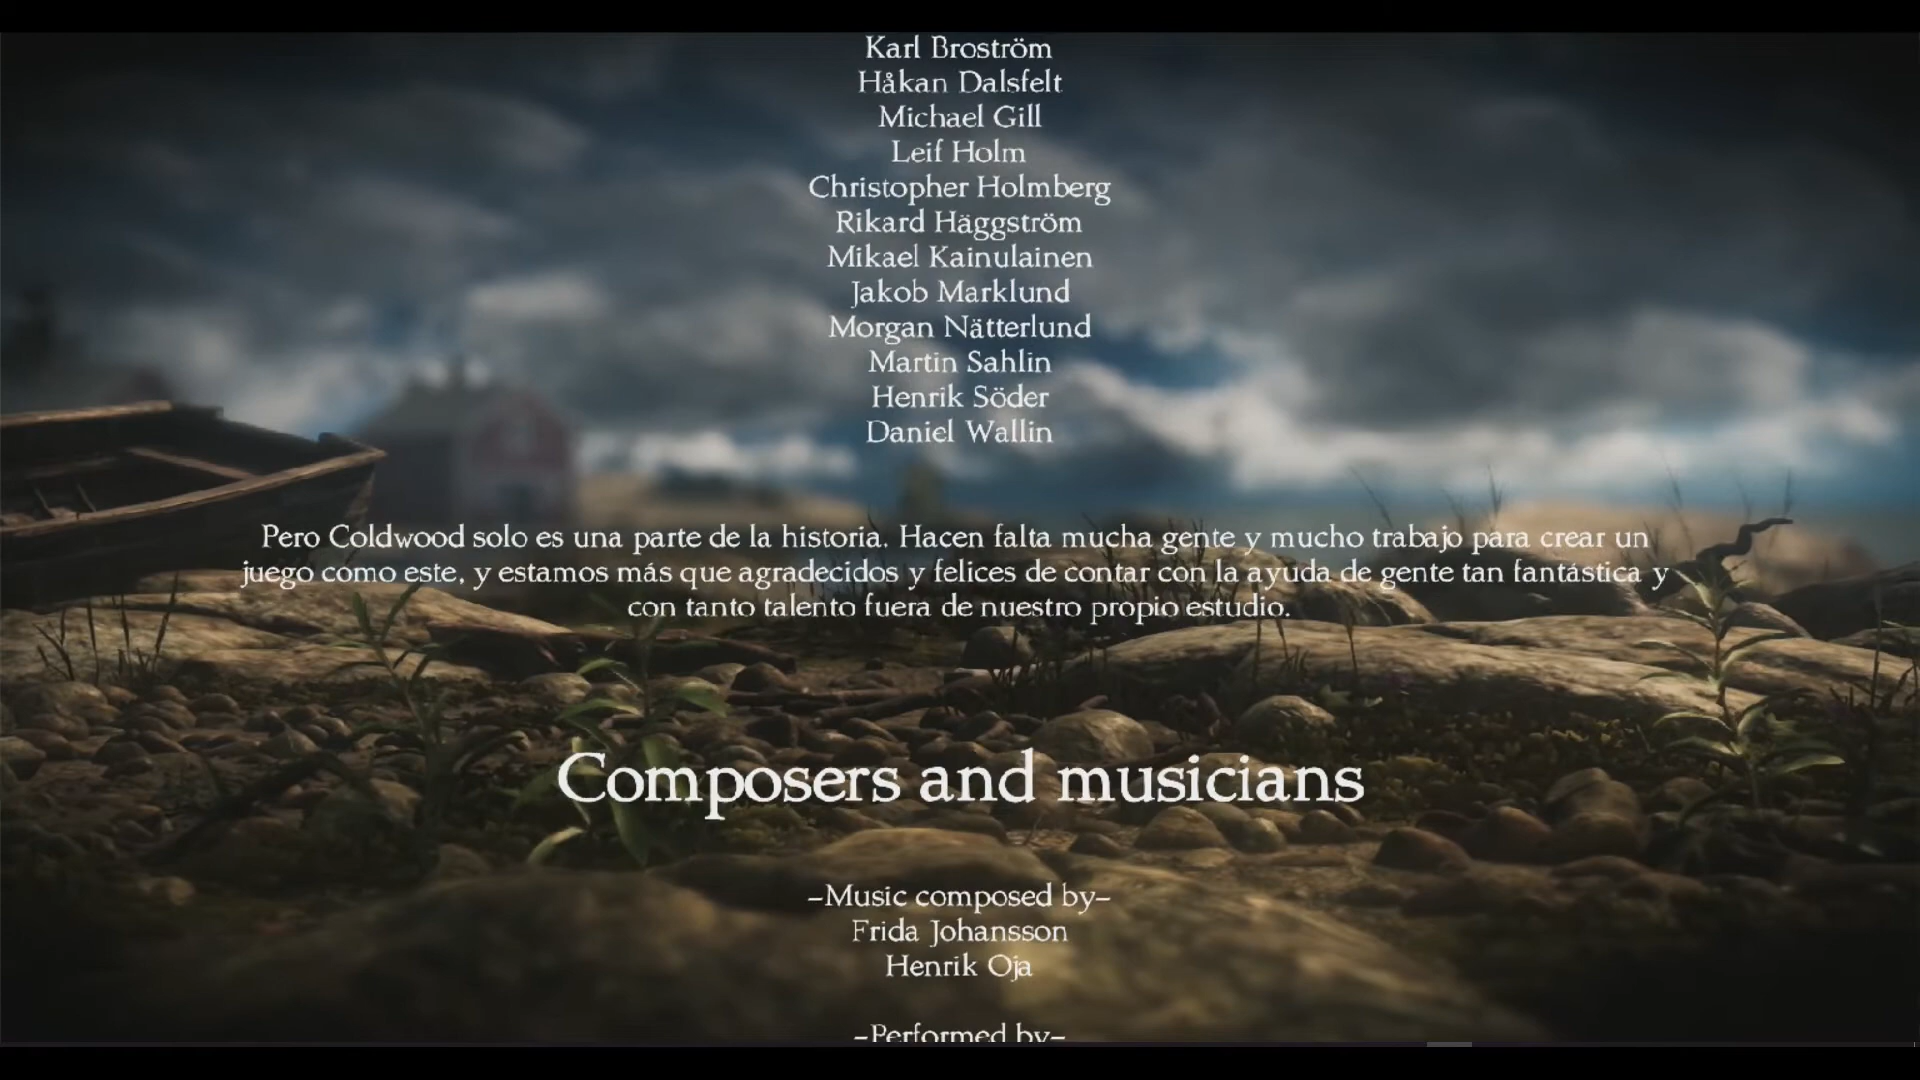 Karl Broström
Håkan Dalsfelt
Michael Gill
Leif Holm
Christopher Holmberg
Rikard Häggström
Mikael Kainulainen
Jakob Marklund
Morgan Nätterlund
Martin Sahlin
Henrik Söder
Daniel Wallin
Pero Coldwood solo es una parte de la historia. Hacen falta mucha gente y mucho trabajo para crear un
juego como este, y estamos más que agradecidos y felices de contar con la ayuda de gente tan fantástica y
con tanto talento fuera de nuestro propio estudio.
Composers and musicians
–Music composed by–
Frida Johansson
Henrik Oja
–Performed by–